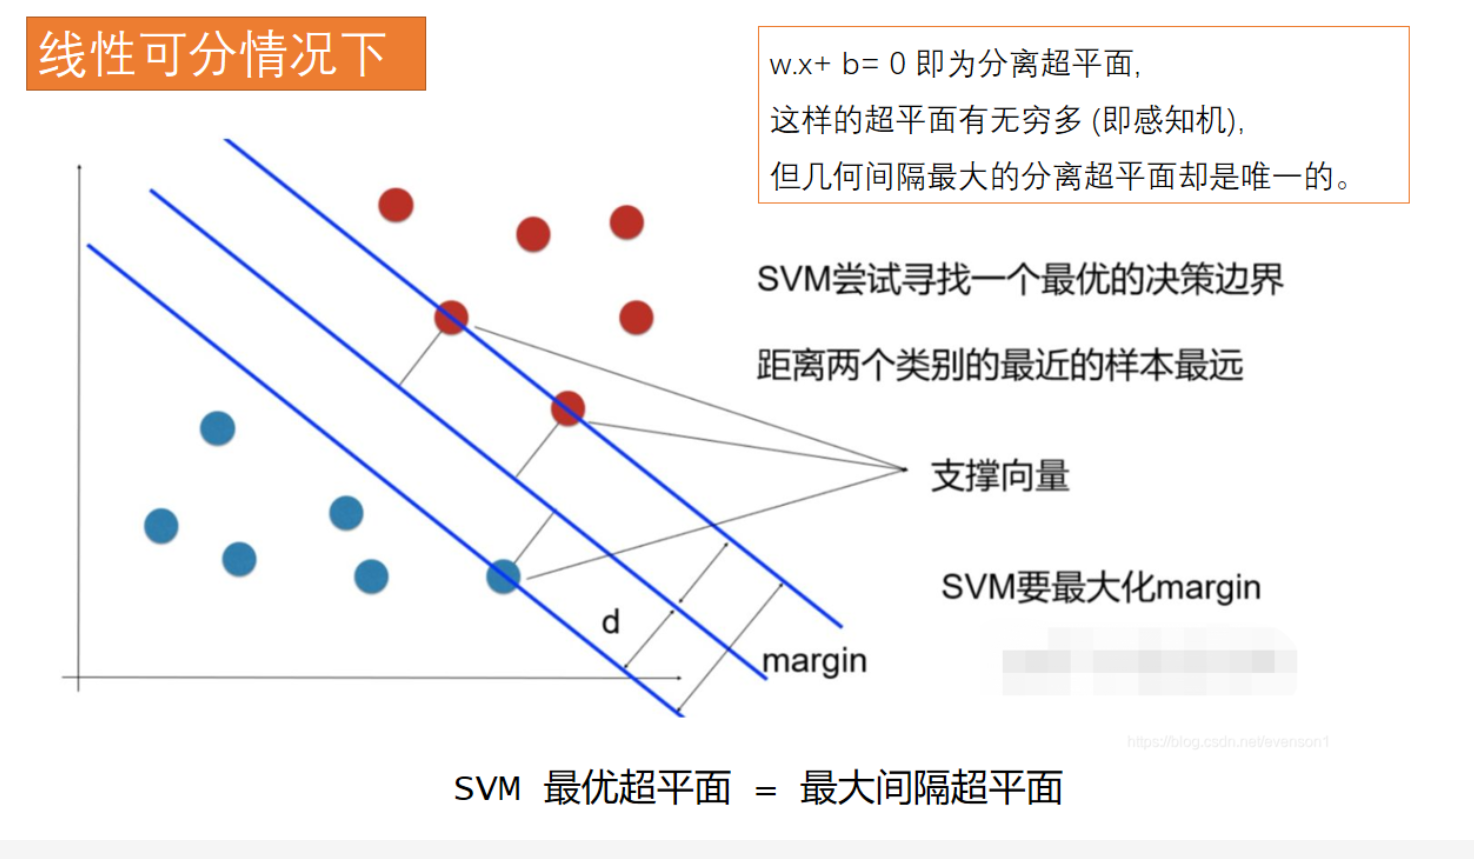 线性可分情况下
w.x+ b= 0 即为分离超平面,
这样的超平面有无穷多 (即感知机),
但几何间隔最大的分离超平面却是唯一的。
SVM尝试寻找一个最优的决策边界
距离两个类别的最近的样本最远
支撑向量
SVM要最大化margin
d
margin
https://blog.csdn.net/evenson1
SVM 最优超平面 = 最大间隔超平面